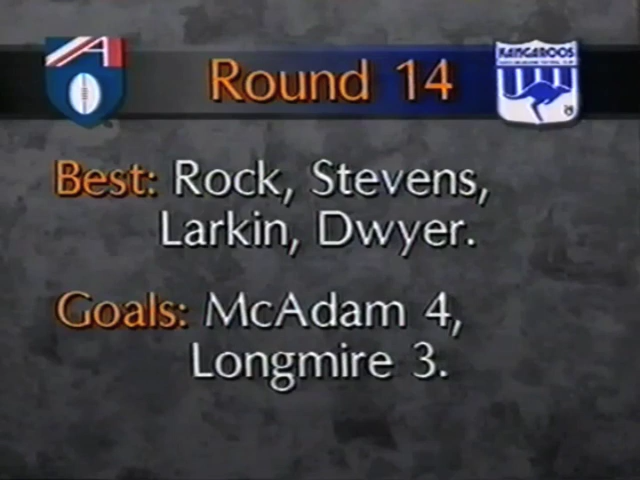 A
KANGAROOS
Round 14
Best: Rock, Stevens,
Larkin, Dwyer.
Goals: McAdam 4,
Longmire 3.